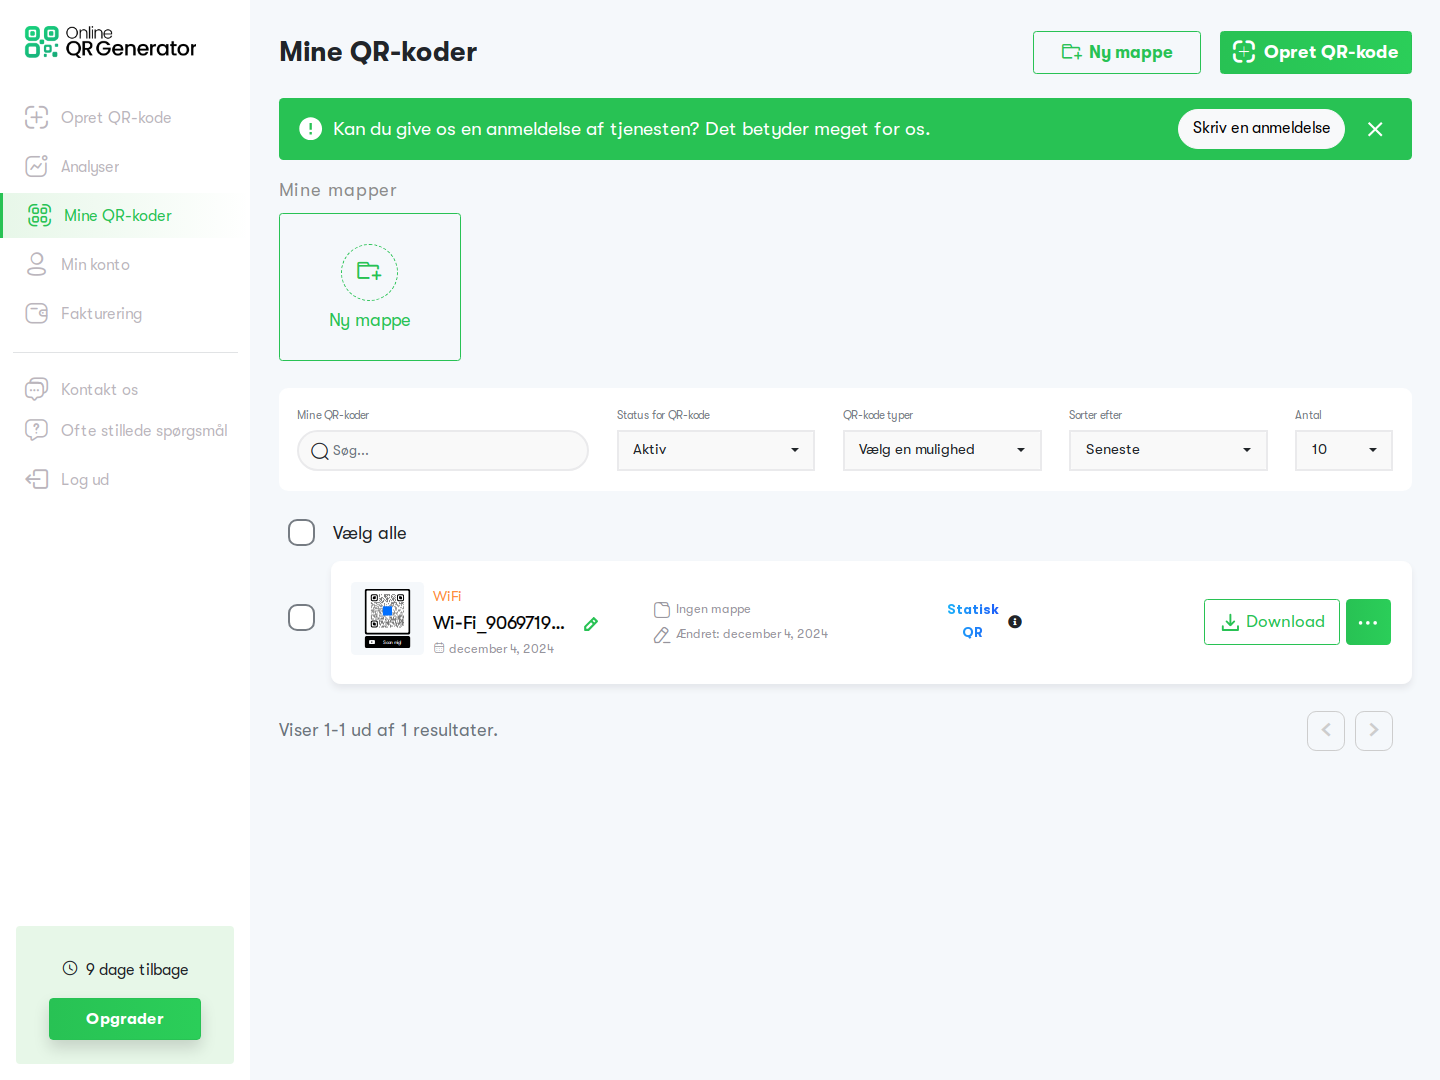 Online
QR Generator
Opret QR-kode
Analyser
Mine QR-koder
Min konto
Fakturering
Kontakt os
Ofte stillede spørgsmål
Log ud
9 dage tilbage
Opgrader
Mine QR-koder
Ny mappe
Opret QR-kode
Kan du give os en anmeldelse af tjenesten? Det betyder meget for os.
Skriv en anmeldelse
Mine mapper
Ny mappe
Mine QR-koder
Status for QR-kode
QR-kode typer
Sorter efter
Antal
Søg...
Aktiv
Vælg en mulighed
Seneste
10
Vælg alle
WiFi
Wi-Fi_9069719...
december 4, 2024
Scan mig!
Ingen mappe
Ændret: december 4, 2024
Statisk
QR
Download
Viser 1-1 ud af 1 resultater.